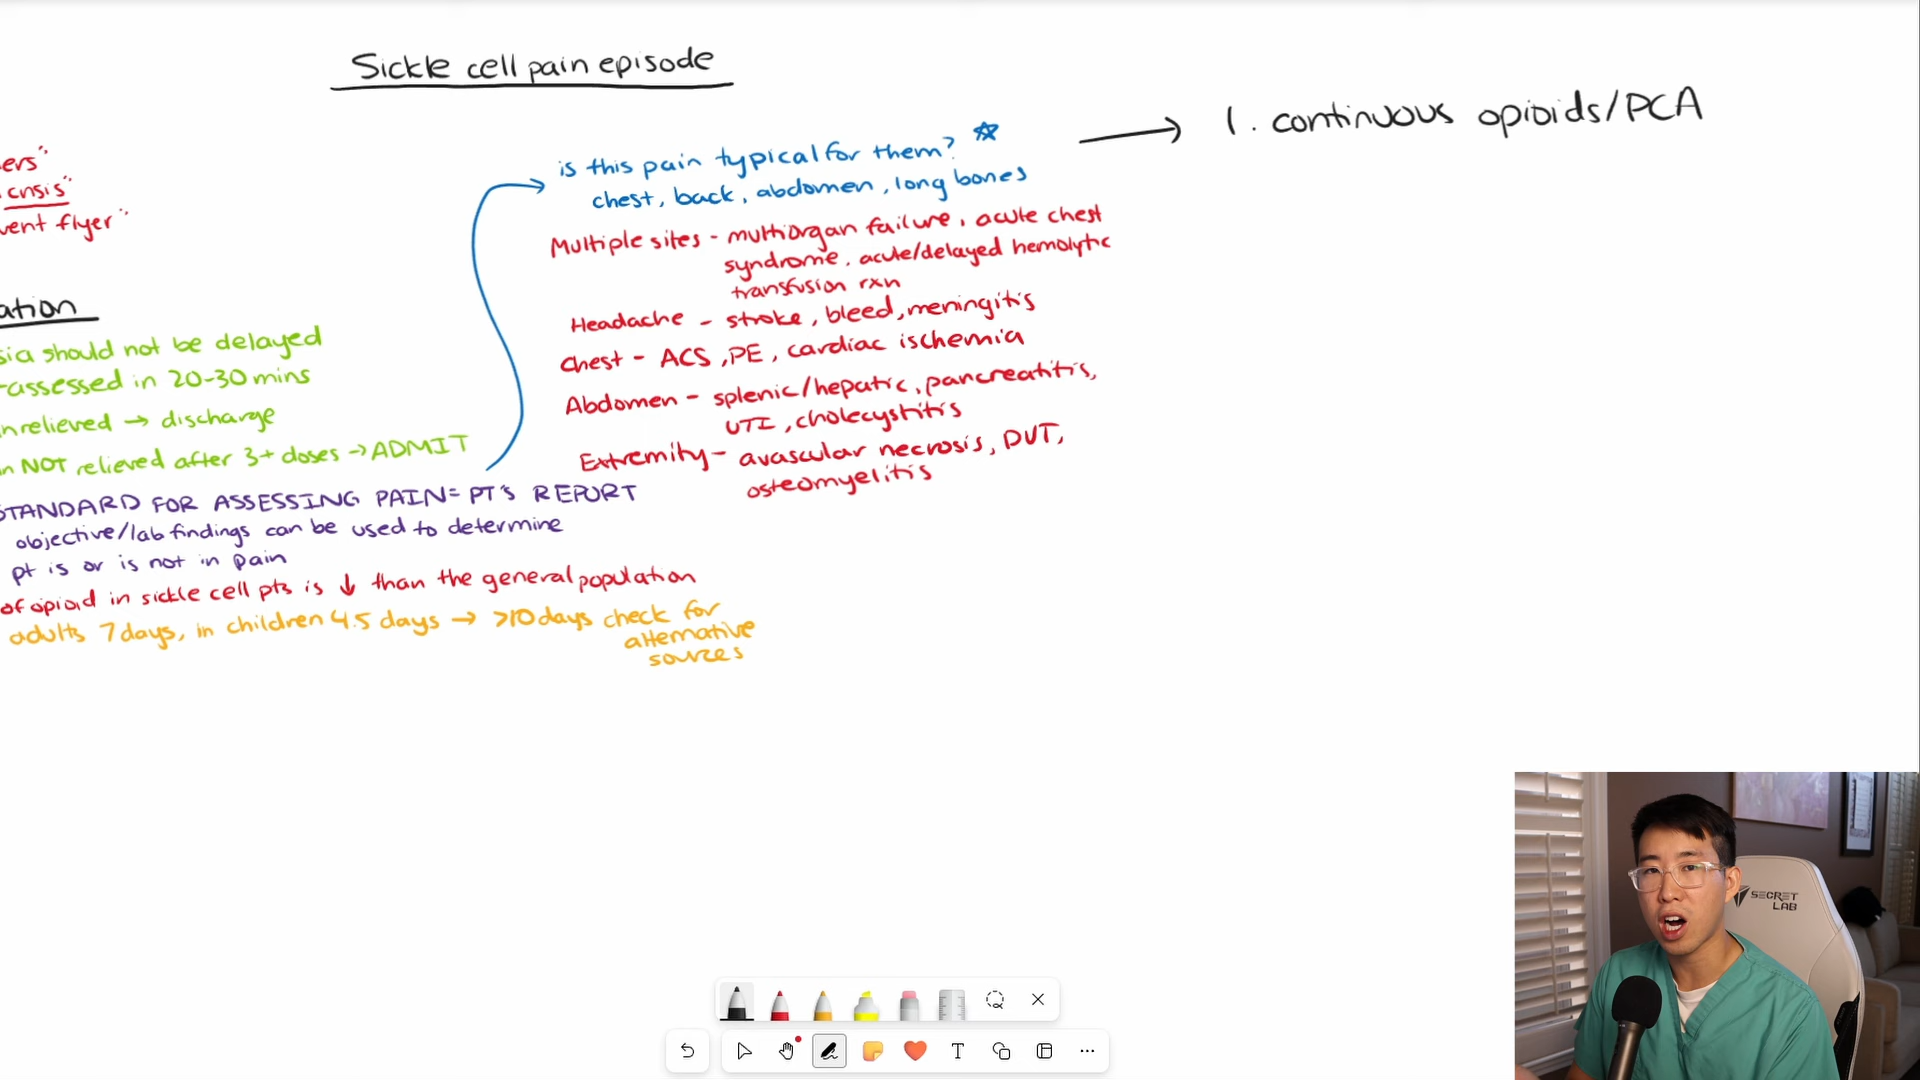 Sickle cell pain episode
ers"
crisis"
vent flyer"
ation
sia should not be delayed
-assessed in 20-30 mins
n relieved → discharge
n NOT relieved after 3+ doses → ADMIT
STANDARD FOR ASSESSING PAIN = PT'S REPORT
objective/lab findings can be used to determine
pt is or is not in pain
of opioid in sickle cell pts is ↓ than the general population
adults 7 days, in children 4.5 days → >10 days check for
alternative
sources
is this pain typical for them? ☆
chest, back, abdomen, long bones
Multiple sites - multiorgan failure, acute chest
syndrome, acute/delayed hemolytic
transfusion rxn
Headache - stroke, bleed, meningitis
Chest - ACS, PE, cardiac ischemia
Abdomen - splenic/hepatic, pancreatitis,
UTI, cholecystitis
Extremity - avascular necrosis, DVT,
osteomyelitis
→ 1. continuous opioids/PCA
SECRET
LAB
T